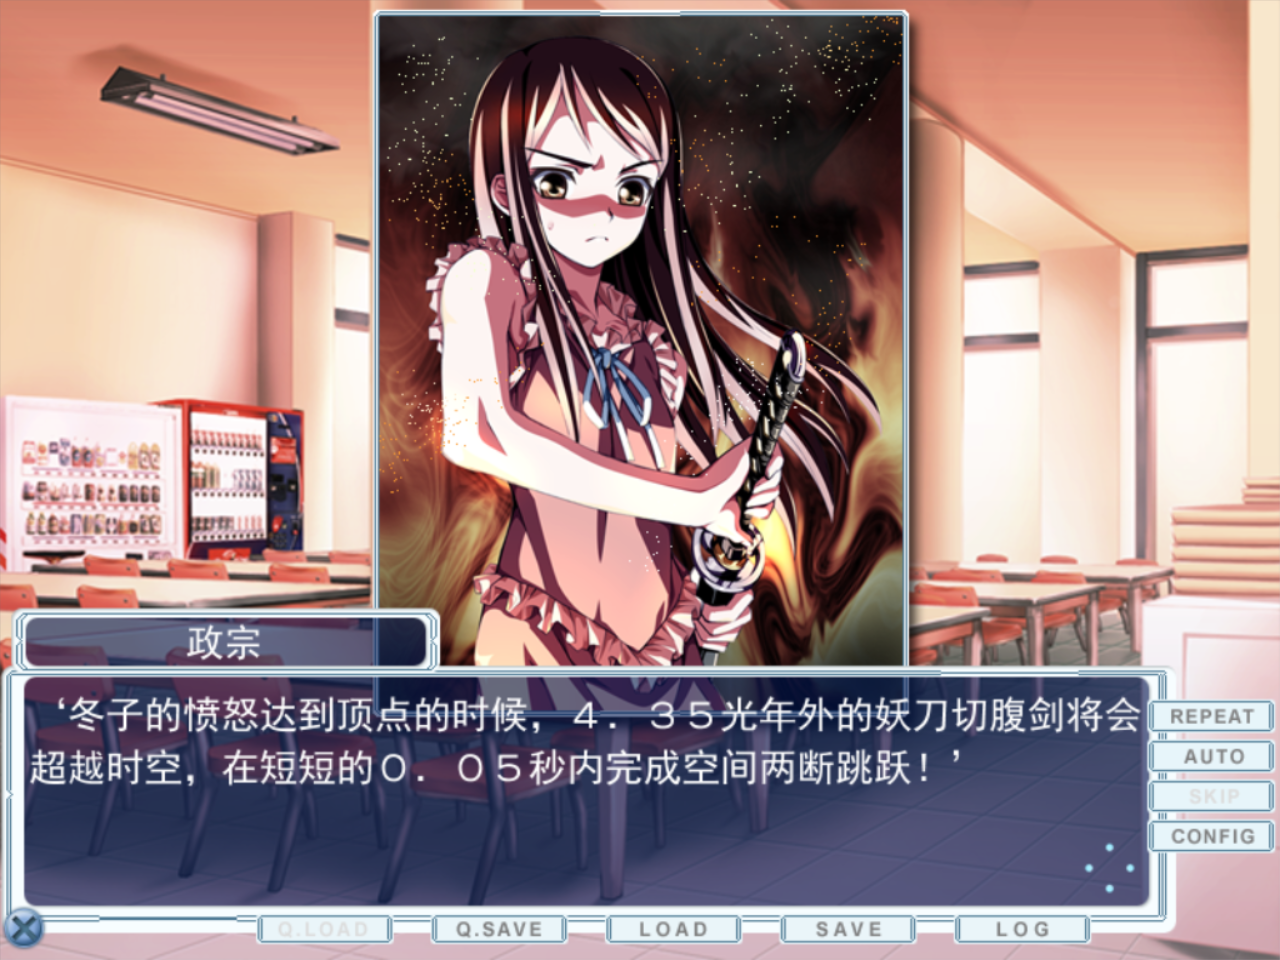 政宗
‘冬子的愤怒达到顶点的时候，４．３５光年外的妖刀切腹剑将会
超越时空，在短短的０．０５秒内完成空间两断跳跃！’
REPEAT
AUTO
SKIP
CONFIG
Q.LOAD
Q.SAVE
LOAD
SAVE
LOG